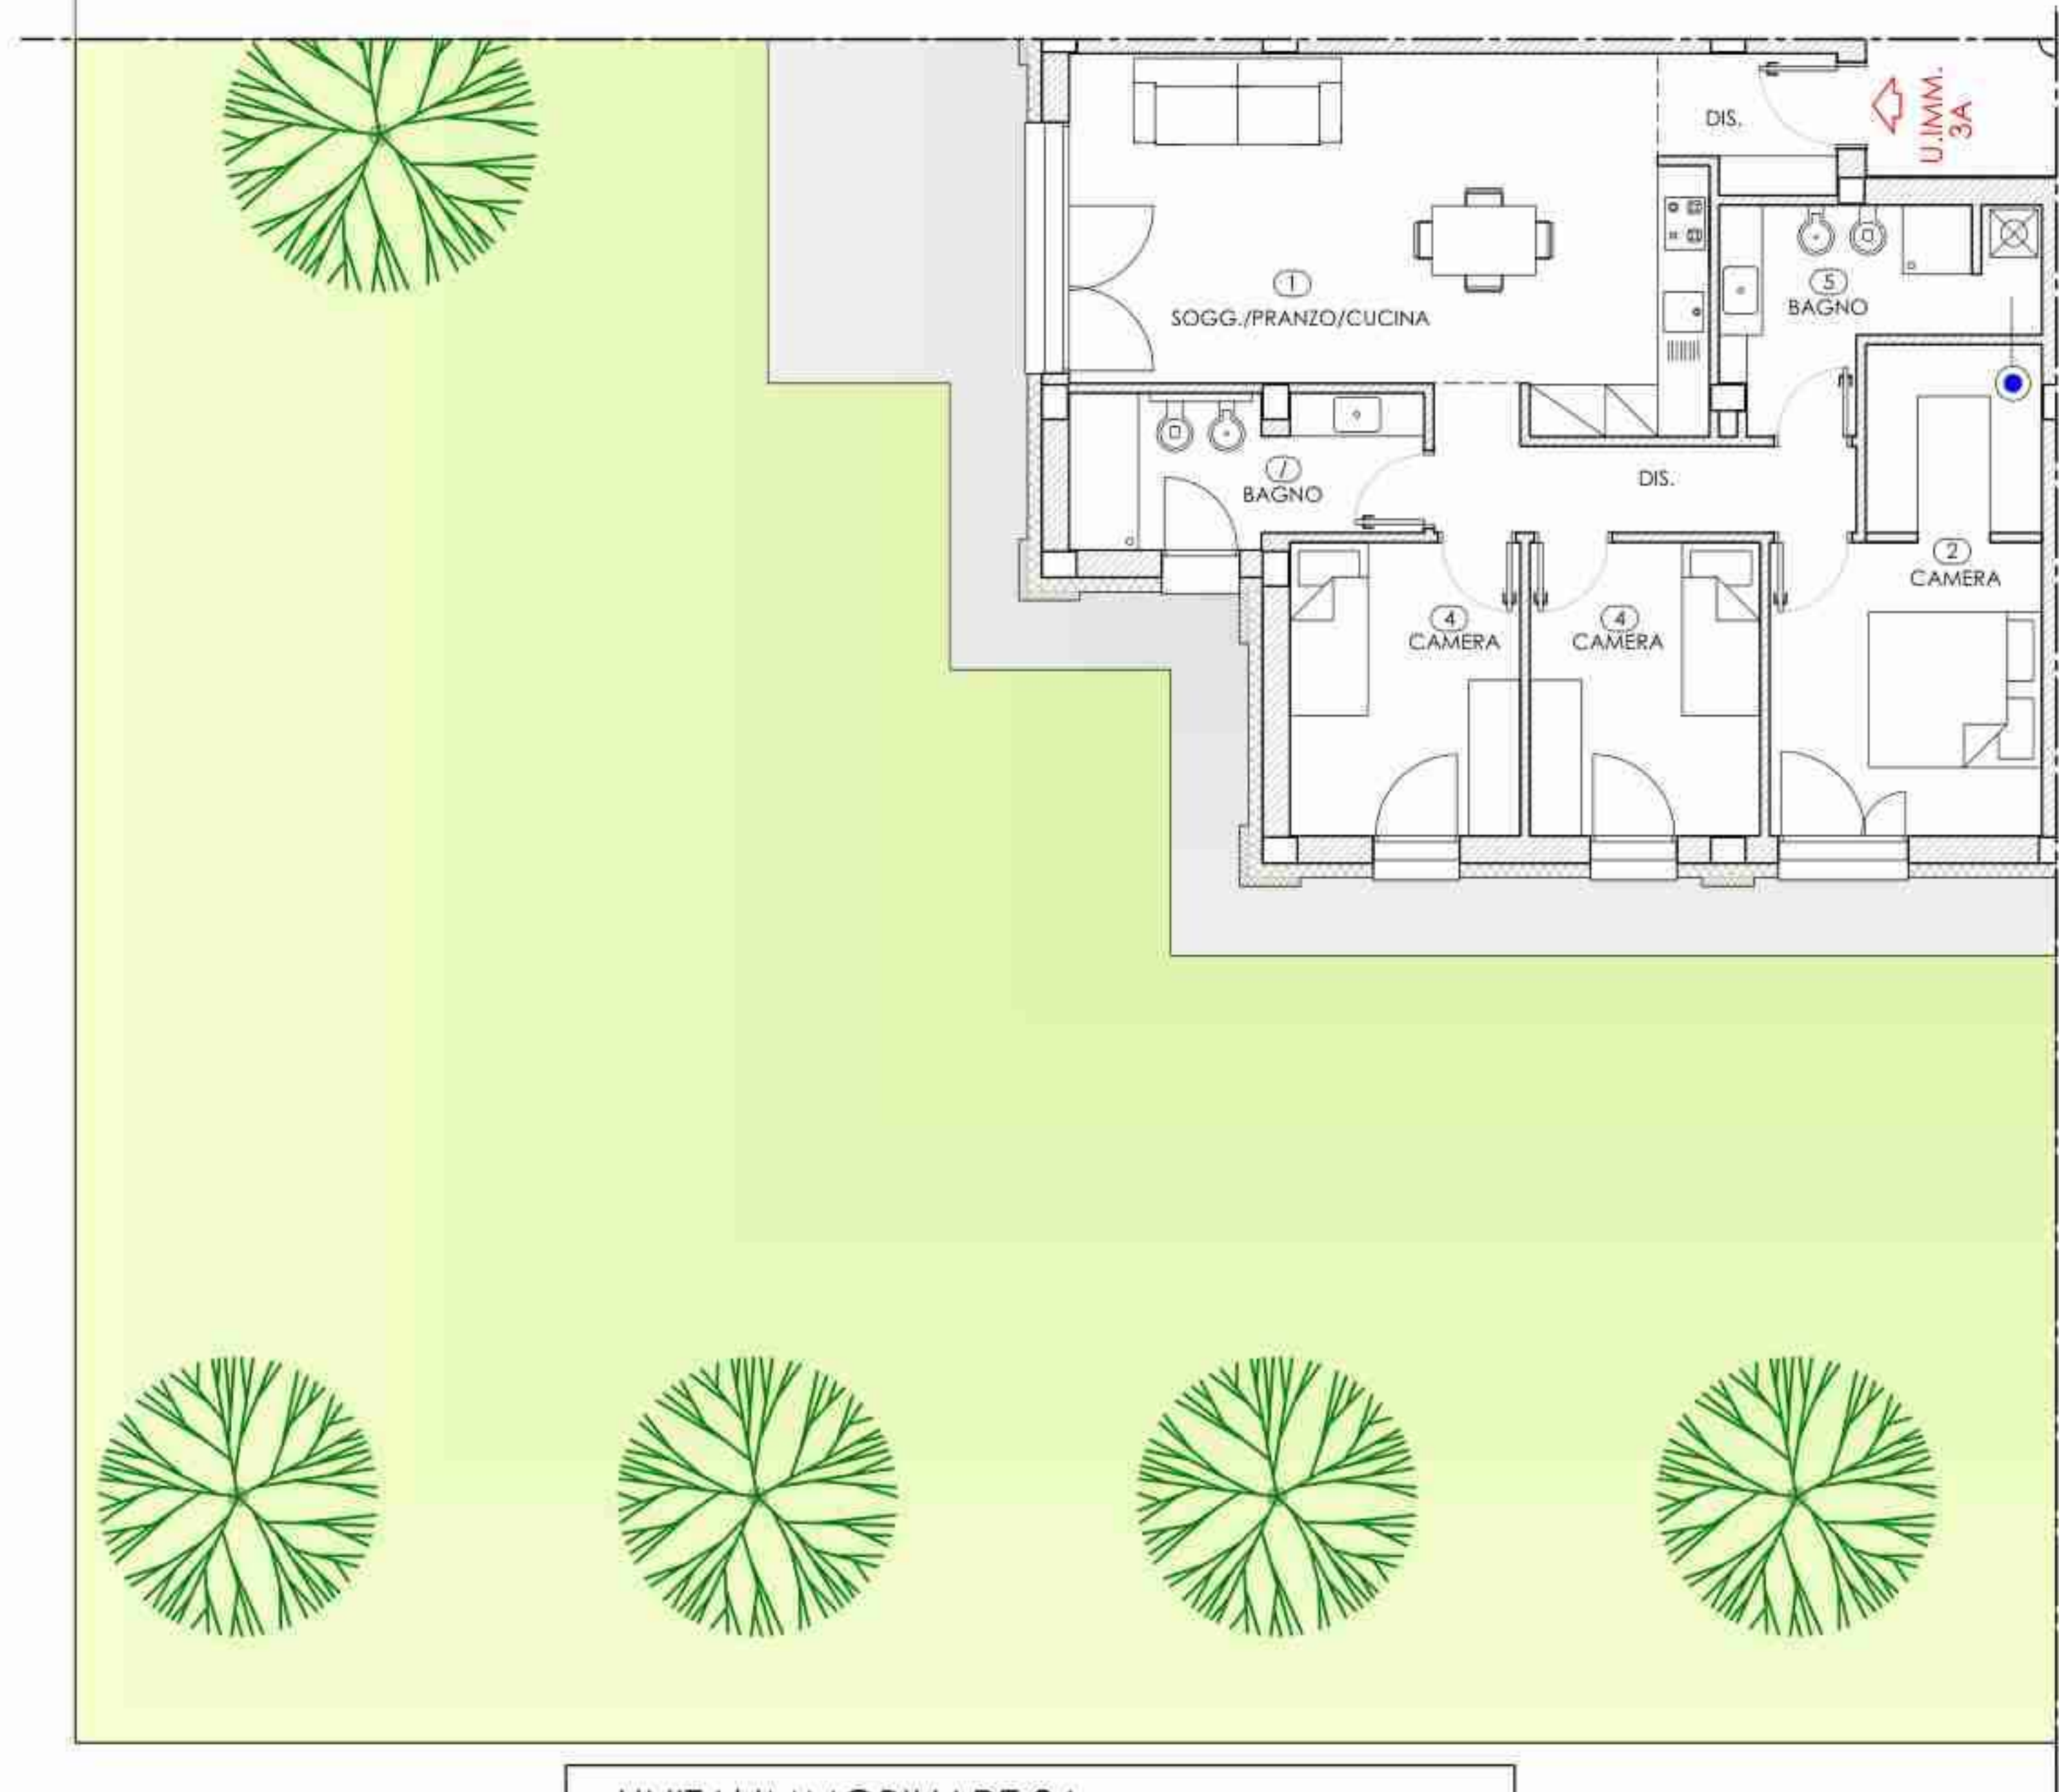 DIS.
U.IMM.
3A
1
SOGG./PRANZO/CUCINA
5
BAGNO
7
BAGNO
DIS.
2
CAMERA
4
CAMERA
4
CAMERA